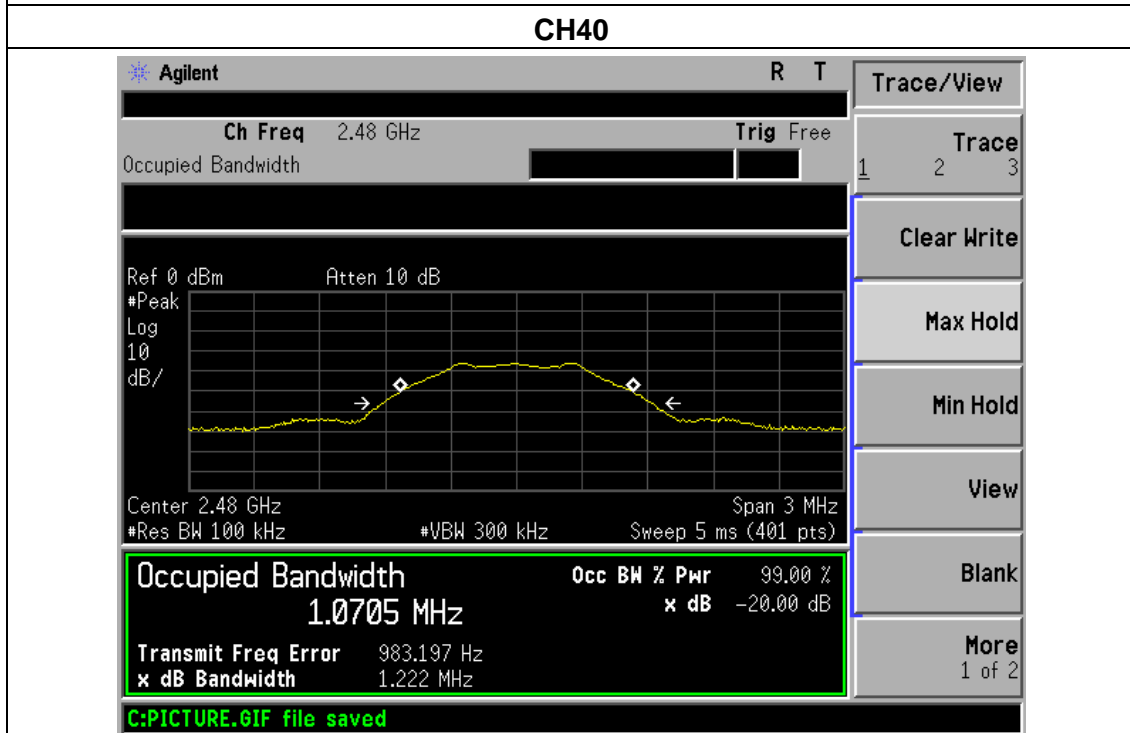 CH40
Agilent R T
Trace/View
Ch Freq 2.48 GHz Trig Free
Occupied Bandwidth
Trace
1 2 3
Clear Write
Ref 0 dBm Atten 10 dB
#Peak
Log
10
dB/
Max Hold
Min Hold
View
Center 2.48 GHz Span 3 MHz
#Res BW 100 kHz #VBW 300 kHz Sweep 5 ms (401 pts)
Occupied Bandwidth Occ BW % Pwr 99.00 %
1.0705 MHz x dB -20.00 dB
Blank
Transmit Freq Error 983.197 Hz
x dB Bandwidth 1.222 MHz
More
1 of 2
C:PICTURE.GIF file saved